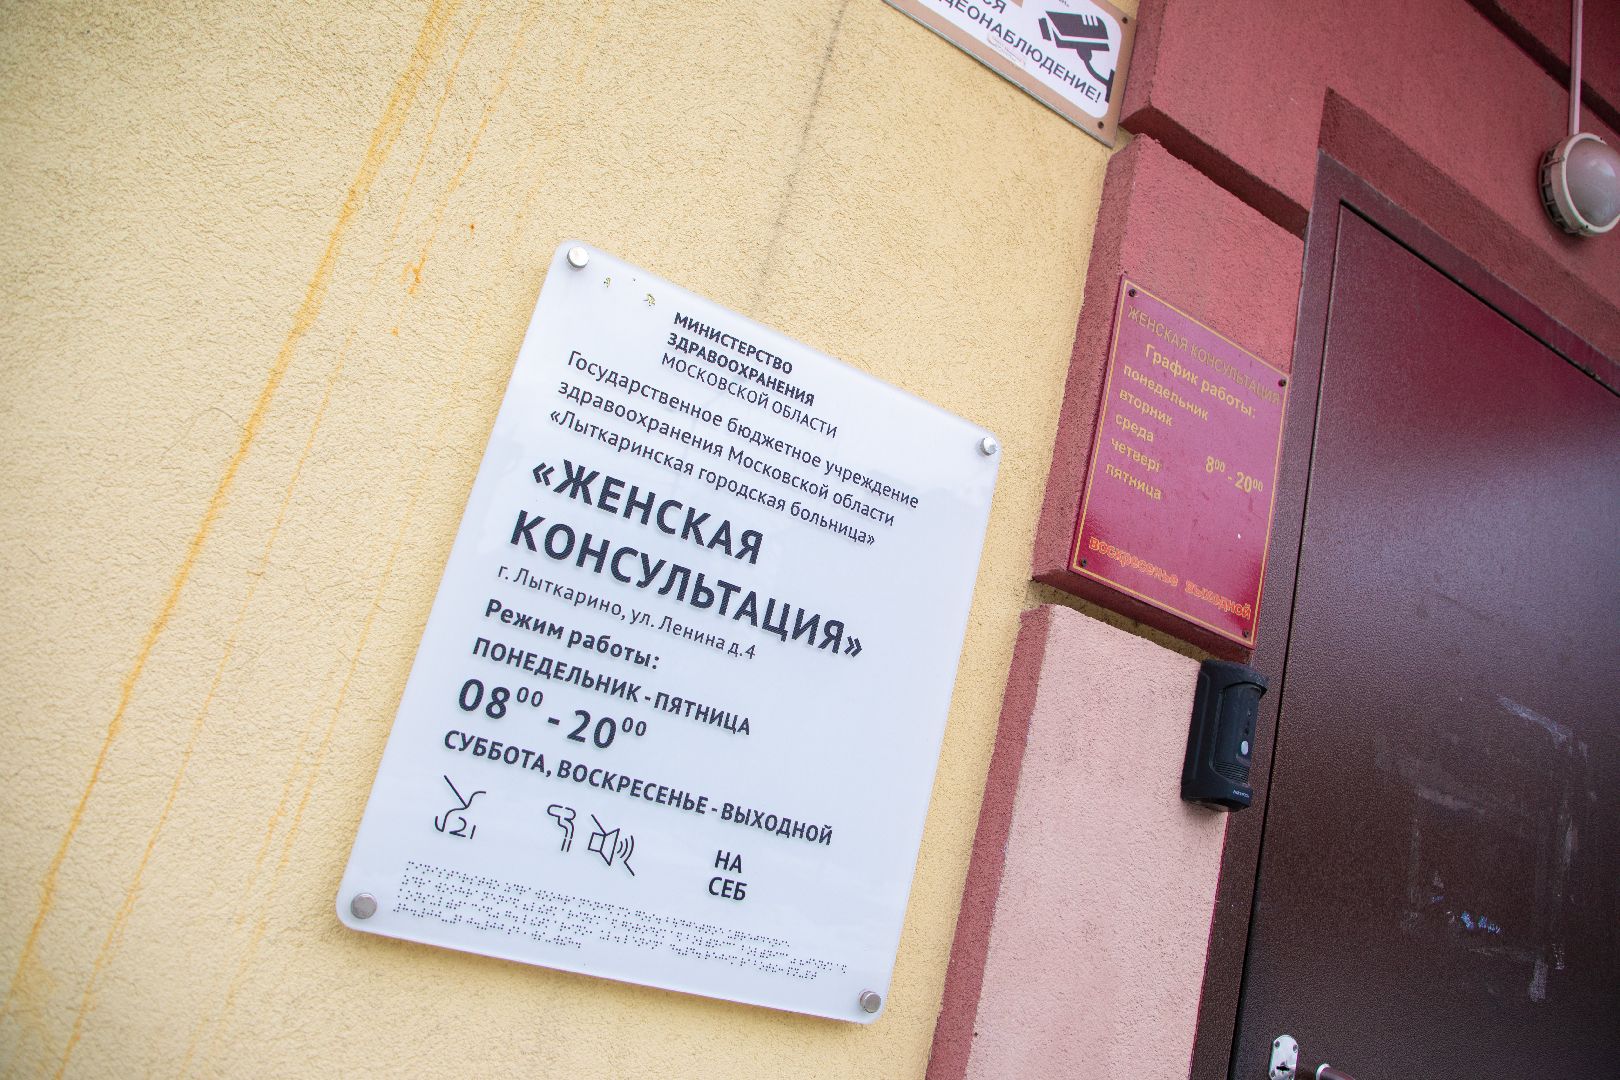 СЯ
ДЕОНАБЛЮДЕНИЕ!
МИНИСТЕРСТВО
ЗДРАВООХРАНЕНИЯ
МОСКОВСКОЙ ОБЛАСТИ
Государственное бюджетное учреждение
здравоохранения Московской области
«Лыткаринская городская больница»
«ЖЕНСКАЯ
КОНСУЛЬТАЦИЯ»
г. Лыткарино, ул. Ленина д.4
Режим работы:
ПОНЕДЕЛЬНИК - ПЯТНИЦА
08⁰⁰ - 20⁰⁰
СУББОТА, ВОСКРЕСЕНЬЕ - ВЫХОДНОЙ
НА
СЕБ
ЖЕНСКАЯ КОНСУЛЬТАЦИЯ
График работы:
понедельник
вторник
среда
четверг
пятница
8⁰⁰ - 20⁰⁰
воскресенье выходной